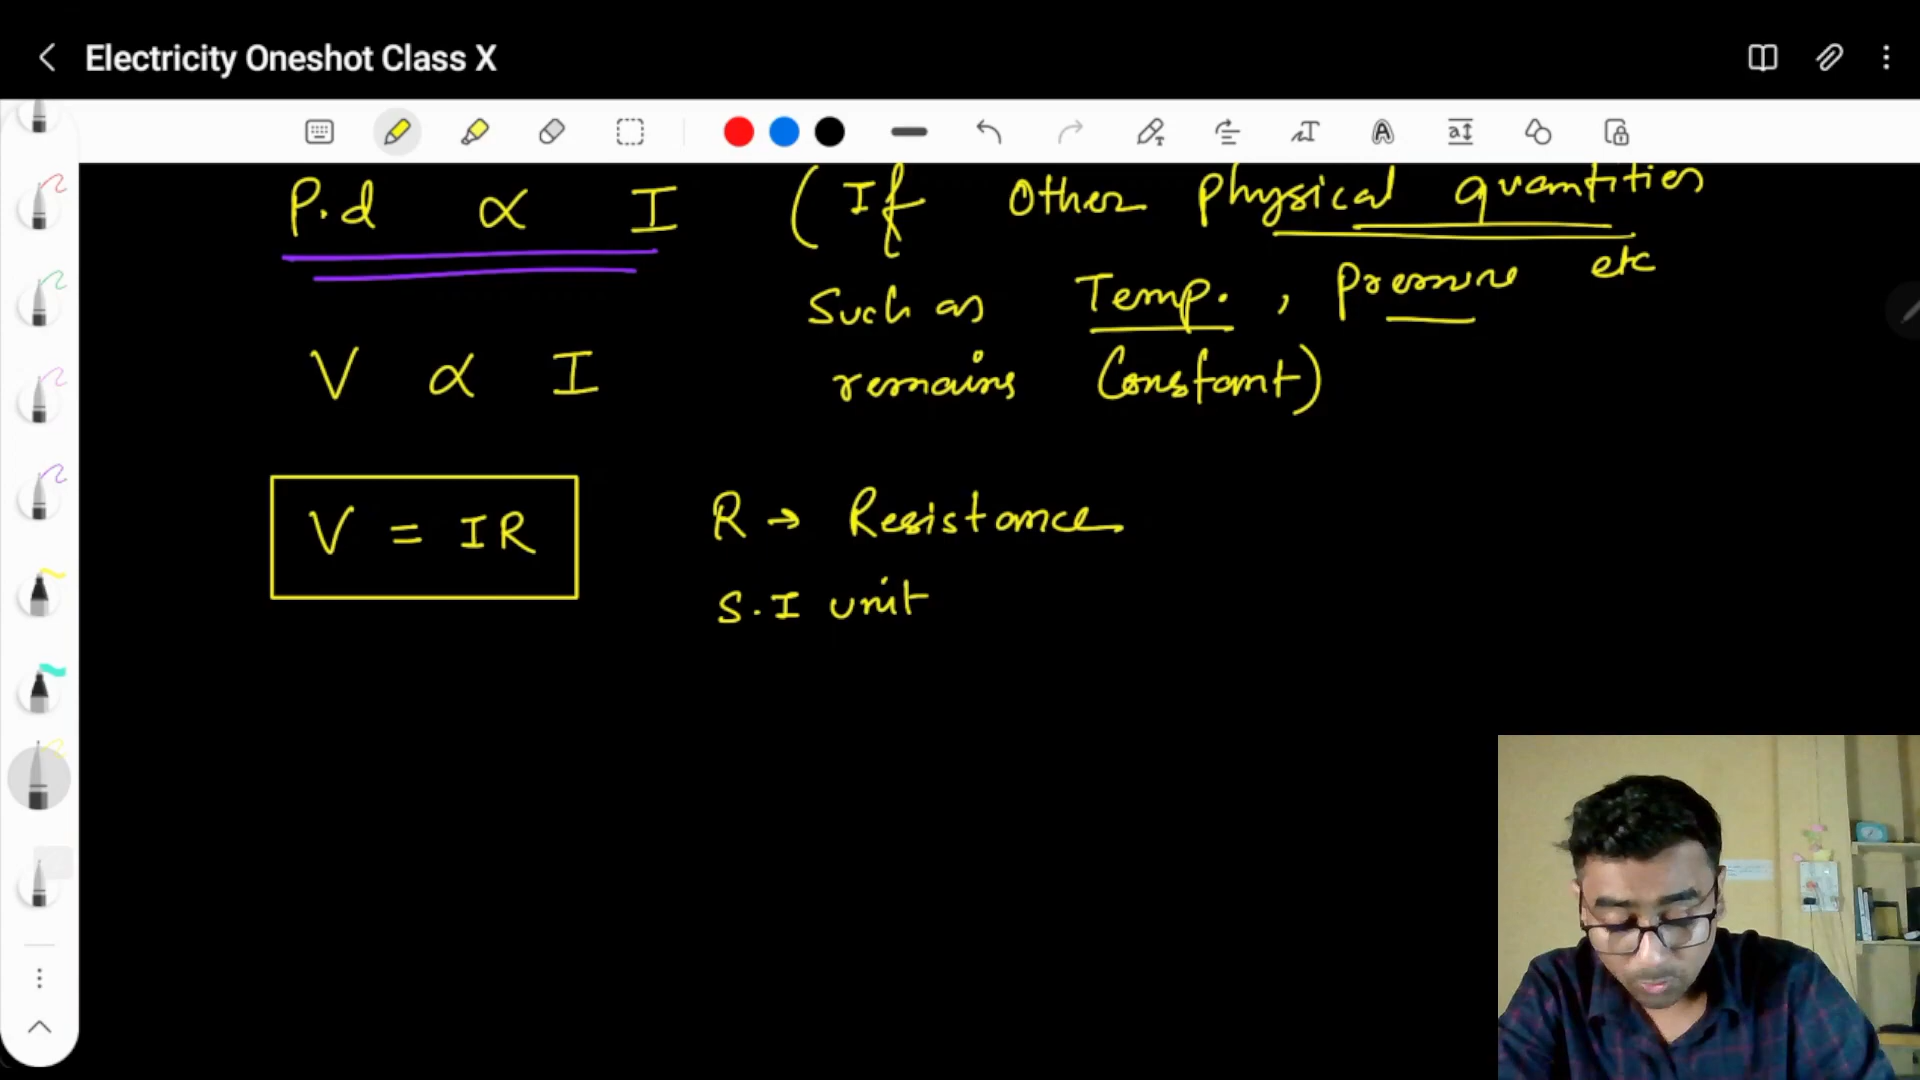 Electricity Oneshot Class X
P.d ∝ I (If Other Physical quantities
Such as Temp., Pressure etc
V ∝ I remains Constant)
V = IR R → Resistance
S.I unit